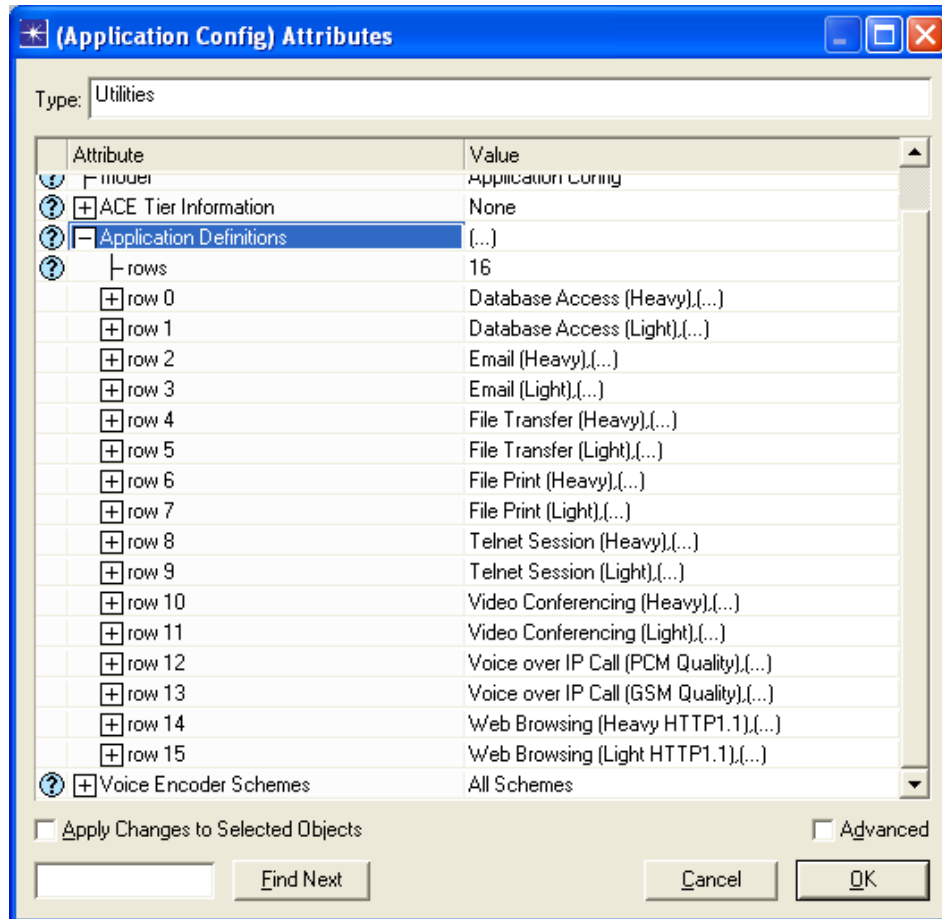 (Application Config) Attributes
Type: Utilities
Attribute Value
model Application Config
ACE Tier Information None
Application Definitions (...)
rows 16
row 0 Database Access (Heavy),(...)
row 1 Database Access (Light),(...)
row 2 Email (Heavy),(...)
row 3 Email (Light),(...)
row 4 File Transfer (Heavy),(...)
row 5 File Transfer (Light),(...)
row 6 File Print (Heavy),(...)
row 7 File Print (Light),(...)
row 8 Telnet Session (Heavy),(...)
row 9 Telnet Session (Light),(...)
row 10 Video Conferencing (Heavy),(...)
row 11 Video Conferencing (Light),(...)
row 12 Voice over IP Call (PCM Quality),(...)
row 13 Voice over IP Call (GSM Quality),(...)
row 14 Web Browsing (Heavy HTTP1.1),(...)
row 15 Web Browsing (Light HTTP1.1),(...)
Voice Encoder Schemes All Schemes
Apply Changes to Selected Objects Advanced
Find Next Cancel OK